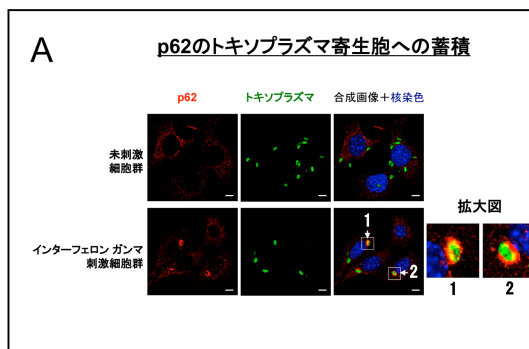 A
p62のトキソプラズマ寄生胞への蓄積
p62
トキソプラズマ
合成画像＋核染色
未刺激
細胞群
インターフェロン ガンマ
刺激細胞群
1
2
拡大図
1
2